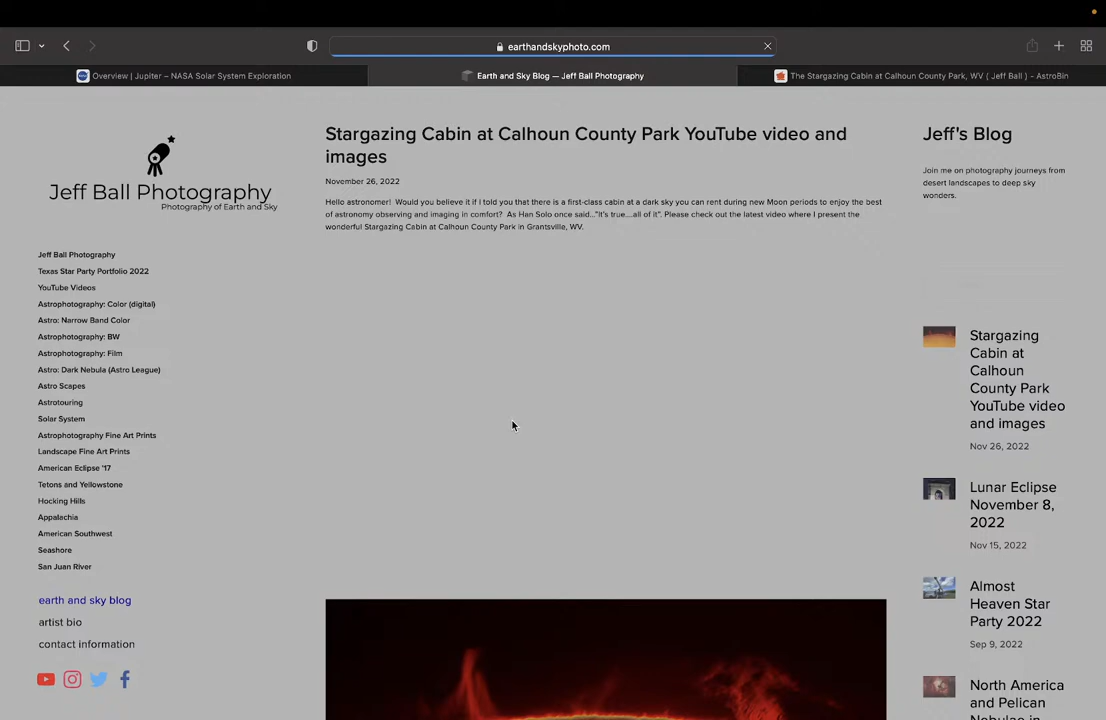 earthandskyphoto.com
Overview | Jupiter – NASA Solar System Exploration
Earth and Sky Blog — Jeff Ball Photography
The Stargazing Cabin at Calhoun County Park, WV ( Jeff Ball ) - AstroBin
Jeff Ball Photography
Photography of Earth and Sky
Jeff Ball Photography
Texas Star Party Portfolio 2022
YouTube Videos
Astrophotography: Color (digital)
Astro: Narrow Band Color
Astrophotography: BW
Astrophotography: Film
Astro: Dark Nebula (Astro League)
Astro Scapes
Astrotouring
Solar System
Astrophotography Fine Art Prints
Landscape Fine Art Prints
American Eclipse '17
Tetons and Yellowstone
Hocking Hills
Appalachia
American Southwest
Seashore
San Juan River
earth and sky blog
artist bio
contact information
Stargazing Cabin at Calhoun County Park YouTube video and
images
November 26, 2022
Hello astronomer!  Would you believe it if I told you that there is a first-class cabin at a dark sky you can rent during new Moon periods to enjoy the best
of astronomy observing and imaging in comfort?  As Han Solo once said..."It's true....all of it". Please check out the latest video where I present the
wonderful Stargazing Cabin at Calhoun County Park in Grantsville, WV.
Jeff's Blog
Join me on photography journeys from
desert landscapes to deep sky
wonders.
Stargazing
Cabin at
Calhoun
County Park
YouTube video
and images
Nov 26, 2022
Lunar Eclipse
November 8,
2022
Nov 15, 2022
Almost
Heaven Star
Party 2022
Sep 9, 2022
North America
and Pelican
Nebulae in